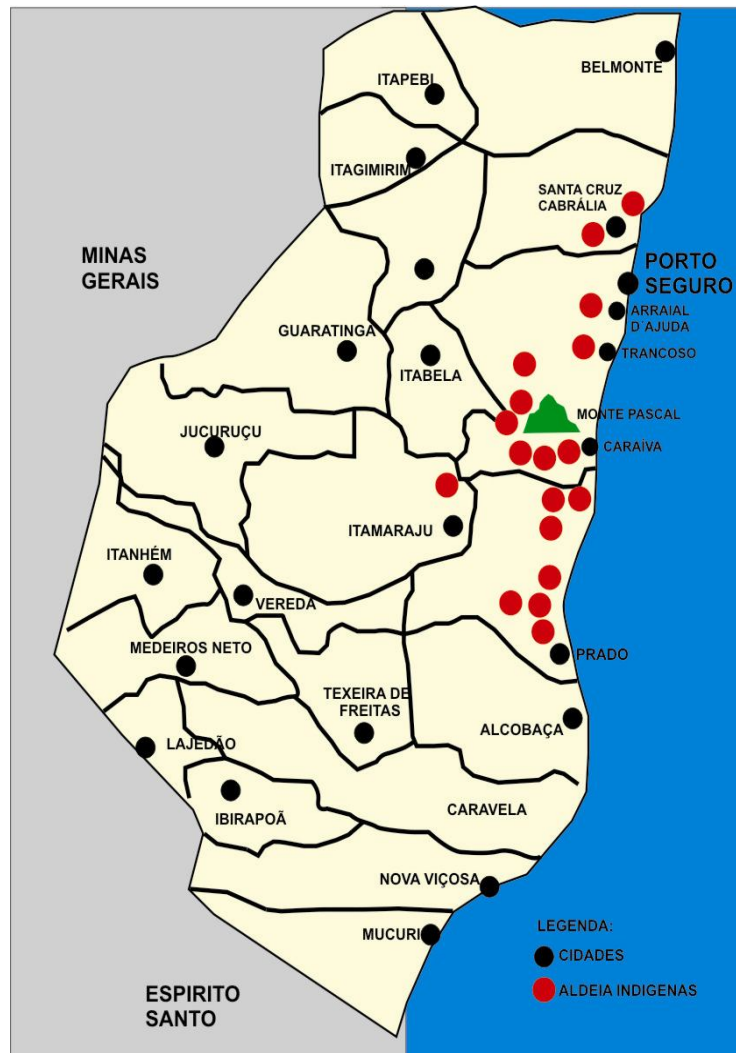 BELMONTE
ITAPEBI
ITAGIMIRIM
SANTA CRUZ
CABRÁLIA
MINAS
GERAIS
PORTO
SEGURO
ARRAIAL
D´AJUDA
GUARATINGA
ITABELA
TRANCOSO
MONTE PASCAL
JUCURUÇU
CARAÍVA
ITAMARAJU
ITANHÉM
VEREDA
MEDEIROS NETO
PRADO
TEXEIRA DE
FREITAS
ALCOBAÇA
LAJEDÃO
IBIRAPOÃ
CARAVELA
NOVA VIÇOSA
MUCURI
LEGENDA:
CIDADES
ALDEIA INDIGENAS
ESPIRITO
SANTO